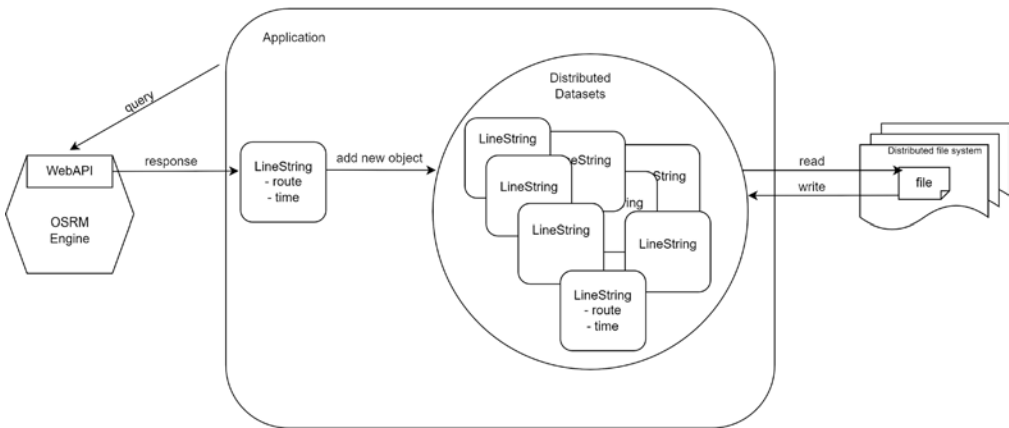 Application
query
WebAPI
OSRM
Engine
response
LineString
- route
- time
add new object
Distributed
Datasets
LineString
LineString
LineString
LineString
LineString
LineString
LineString
- route
- time
read
write
Distributed file system
file